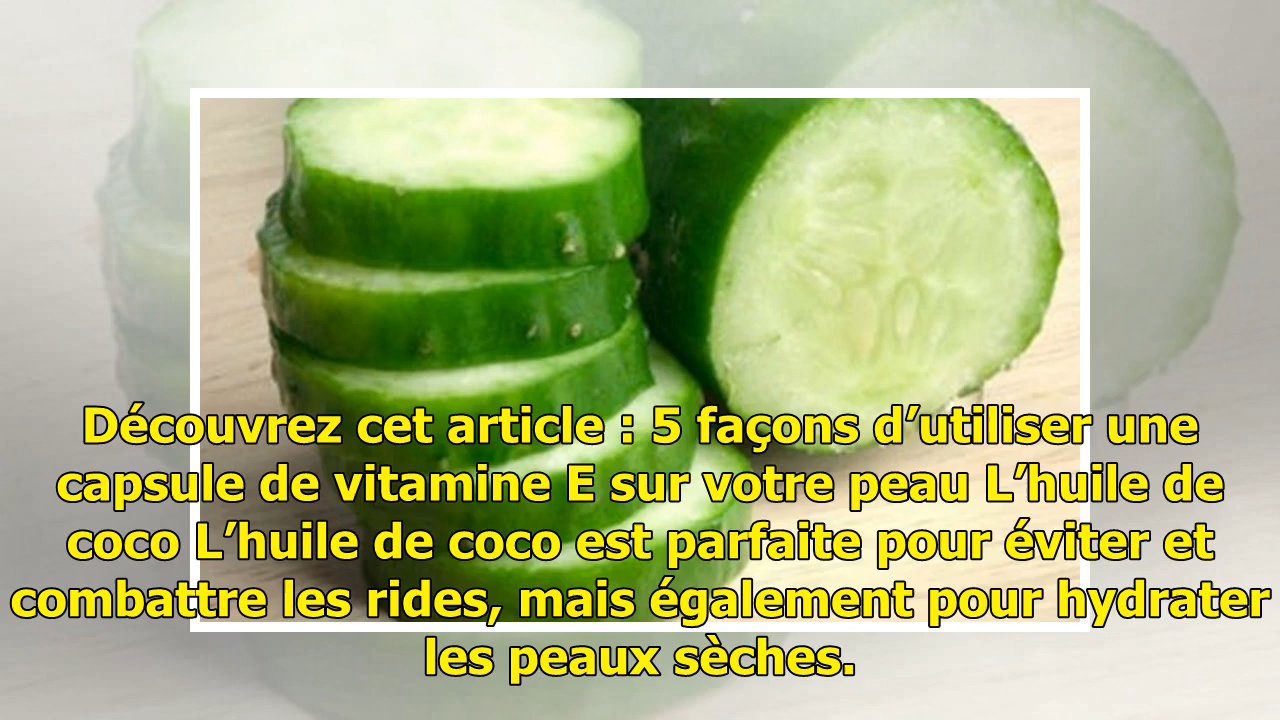 Découvrez cet article : 5 façons d’utiliser une
capsule de vitamine E sur votre peau L’huile de
coco L’huile de coco est parfaite pour éviter et
combattre les rides, mais également pour hydrater
les peaux sèches.